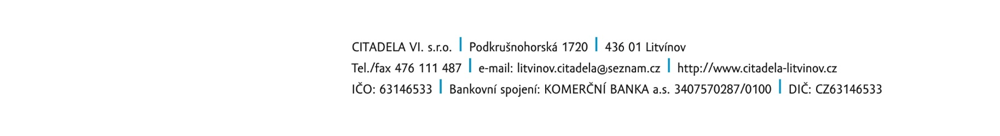 CITADELA VI. s.r.o. | Podkrušnohorská 1720 | 436 01 Litvínov
Tel./fax 476 111 487 | e-mail: litvinov.citadela@seznam.cz | http://www.citadela-litvinov.cz
IČO: 63146533 | Bankovní spojení: KOMERČNÍ BANKA a.s. 3407570287/0100 | DIČ: CZ63146533